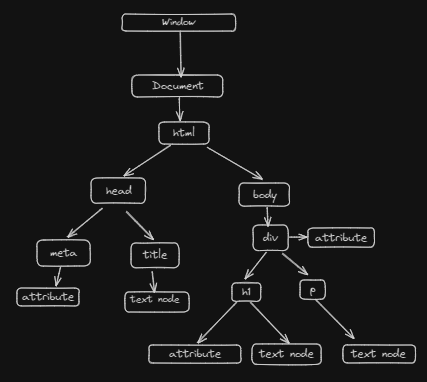 Window
Document
html
head
body
meta
title
div
attribute
attribute
text node
h1
p
attribute
text node
text node